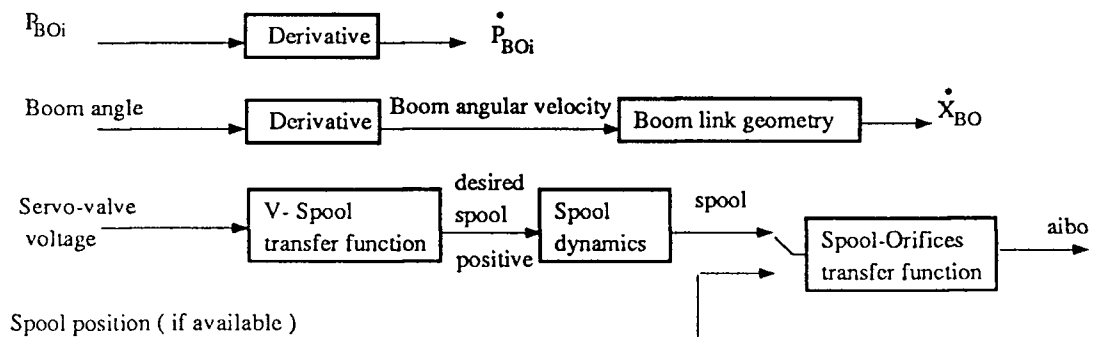 P_BOi
Derivative
Ṗ_BOi
Boom angle
Derivative
Boom angular velocity
Boom link geometry
Ẋ_BO
Servo-valve
voltage
V- Spool
transfer function
desired
spool
positive
Spool
dynamics
spool
Spool-Orifices
transfer function
aibo
Spool position ( if available )